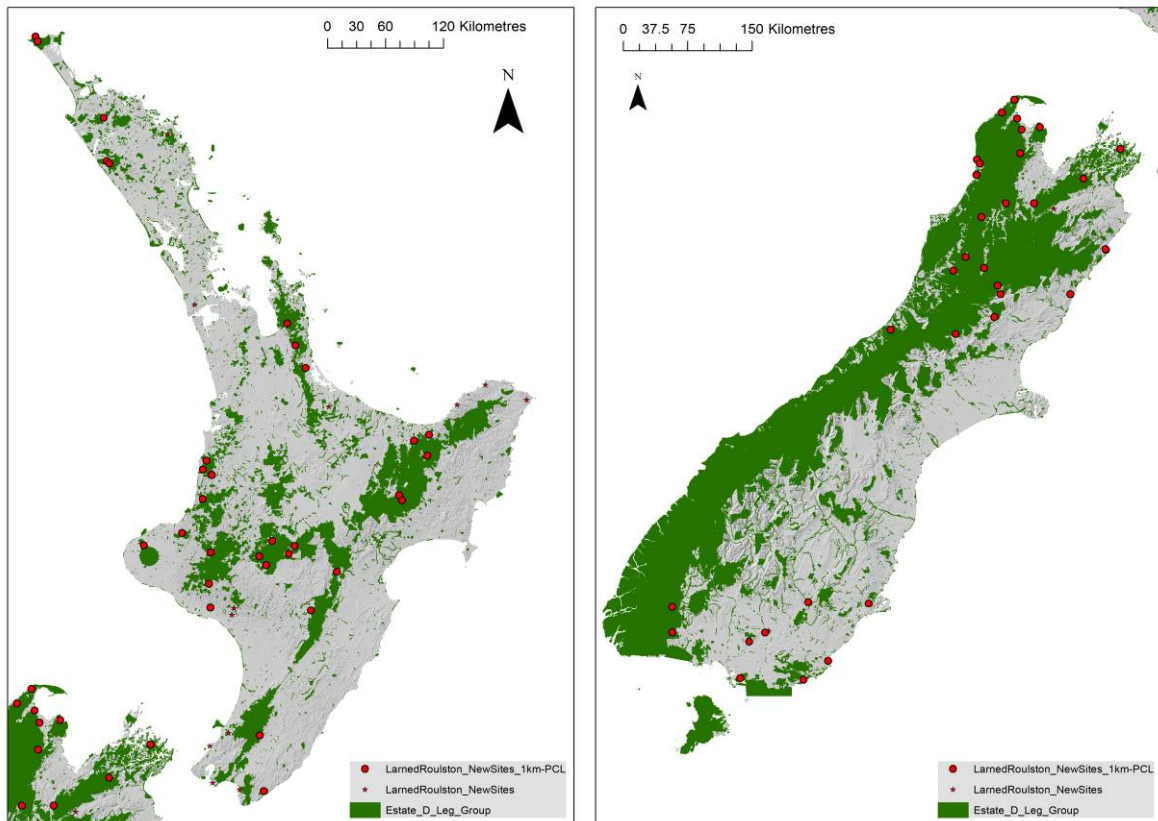 0 30 60 120 Kilometres
N
LarnedRoulston_NewSites_1km-PCL
LarnedRoulston_NewSites
Estate_D_Leg_Group
0 37.5 75 150 Kilometres
N
LarnedRoulston_NewSites_1km-PCL
LarnedRoulston_NewSites
Estate_D_Leg_Group